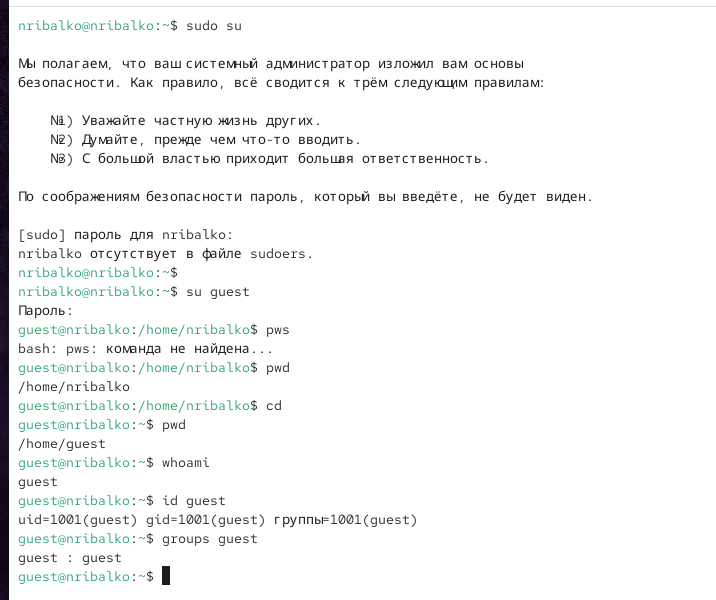 nribalko@nribalko:~$ sudo su
Мы полагаем, что ваш системный администратор изложил вам основы
безопасности. Как правило, всё сводится к трём следующим правилам:
№1) Уважайте частную жизнь других.
№2) Думайте, прежде чем что-то вводить.
№3) С большой властью приходит большая ответственность.
По соображениям безопасности пароль, который вы введёте, не будет виден.
[sudo] пароль для nribalko:
nribalko отсутствует в файле sudoers.
nribalko@nribalko:~$
nribalko@nribalko:~$ su guest
Пароль:
guest@nribalko:/home/nribalko$ pws
bash: pws: команда не найдена...
guest@nribalko:/home/nribalko$ pwd
/home/nribalko
guest@nribalko:/home/nribalko$ cd
guest@nribalko:~$ pwd
/home/guest
guest@nribalko:~$ whoami
guest
guest@nribalko:~$ id guest
uid=1001(guest) gid=1001(guest) группы=1001(guest)
guest@nribalko:~$ groups guest
guest : guest
guest@nribalko:~$